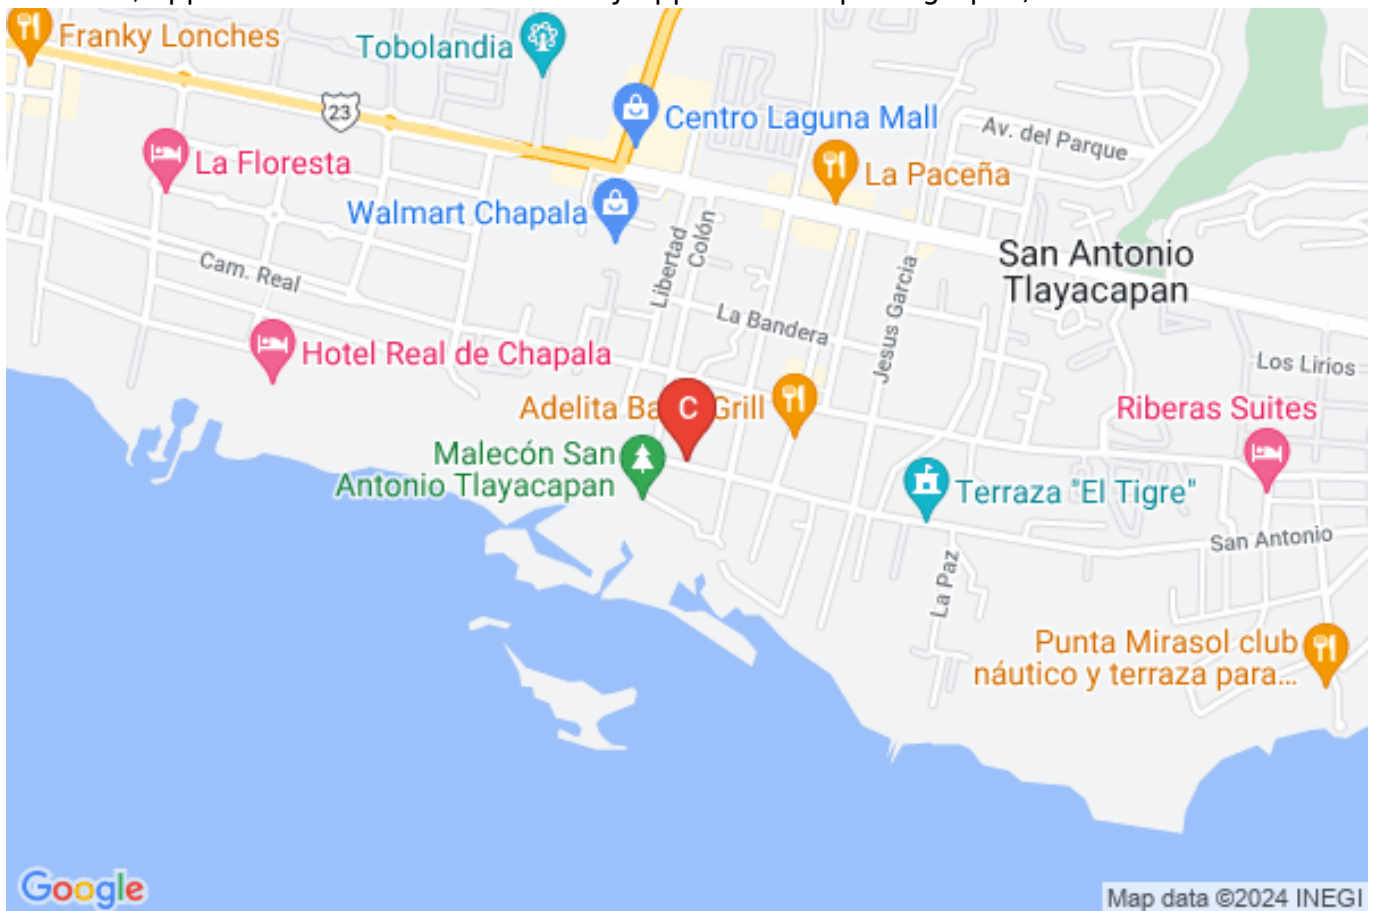 Franky Lonches
Tobolandia
23
Centro Laguna Mall
Av. del Parque
La Floresta
La Paceña
Walmart Chapala
Colón
Libertad
San Antonio
Tlayacapan
Cam. Real
La Bandera
Jesus Garcia
Hotel Real de Chapala
Los Lirios
Adelita Ba
C
Grill
Riberas Suites
Malecón San
Antonio Tlayacapan
Terraza "El Tigre"
San Antonio
La Paz
Punta Mirasol club
náutico y terraza para...
Google
Map data ©2024 INEGI